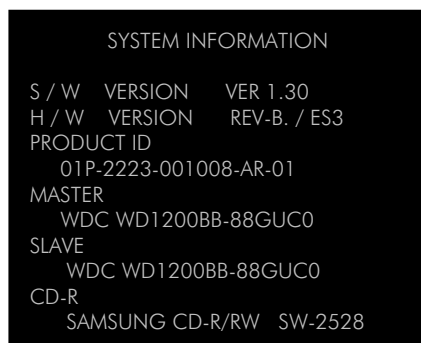 SYSTEM INFORMATION
S / W VERSION VER 1.30
H / W VERSION REV-B. / ES3
PRODUCT ID
01P-2223-001008-AR-01
MASTER
WDC WD1200BB-88GUC0
SLAVE
WDC WD1200BB-88GUC0
CD-R
SAMSUNG CD-R/RW SW-2528